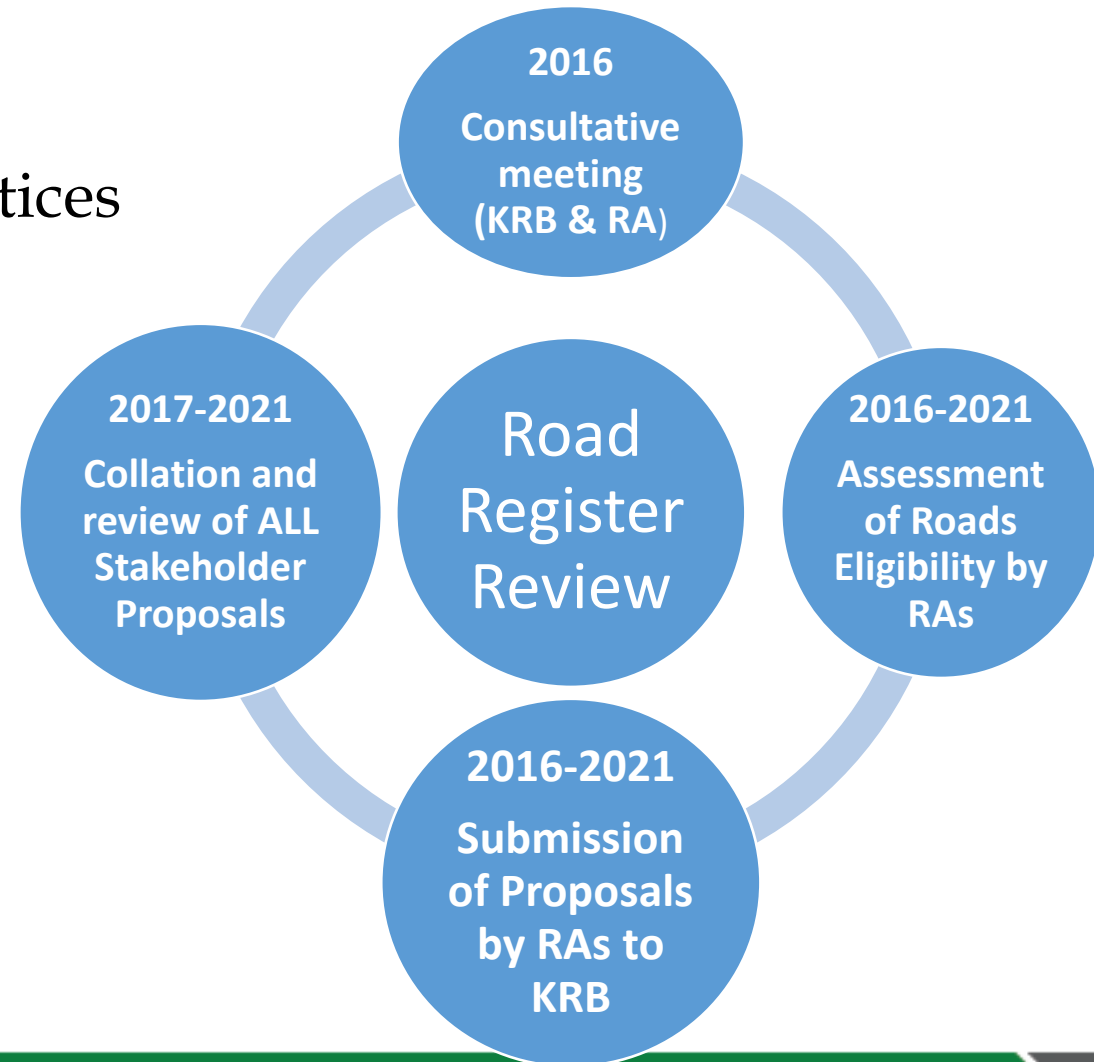 2016
Consultative
meeting
(KRB & RA)
2016-2021
Assessment
of Roads
Eligibility by
RAs
2016-2021
Submission
of Proposals
by RAs to
KRB
2017-2021
Collation and
review of ALL
Stakeholder
Proposals
Road
Register
Review